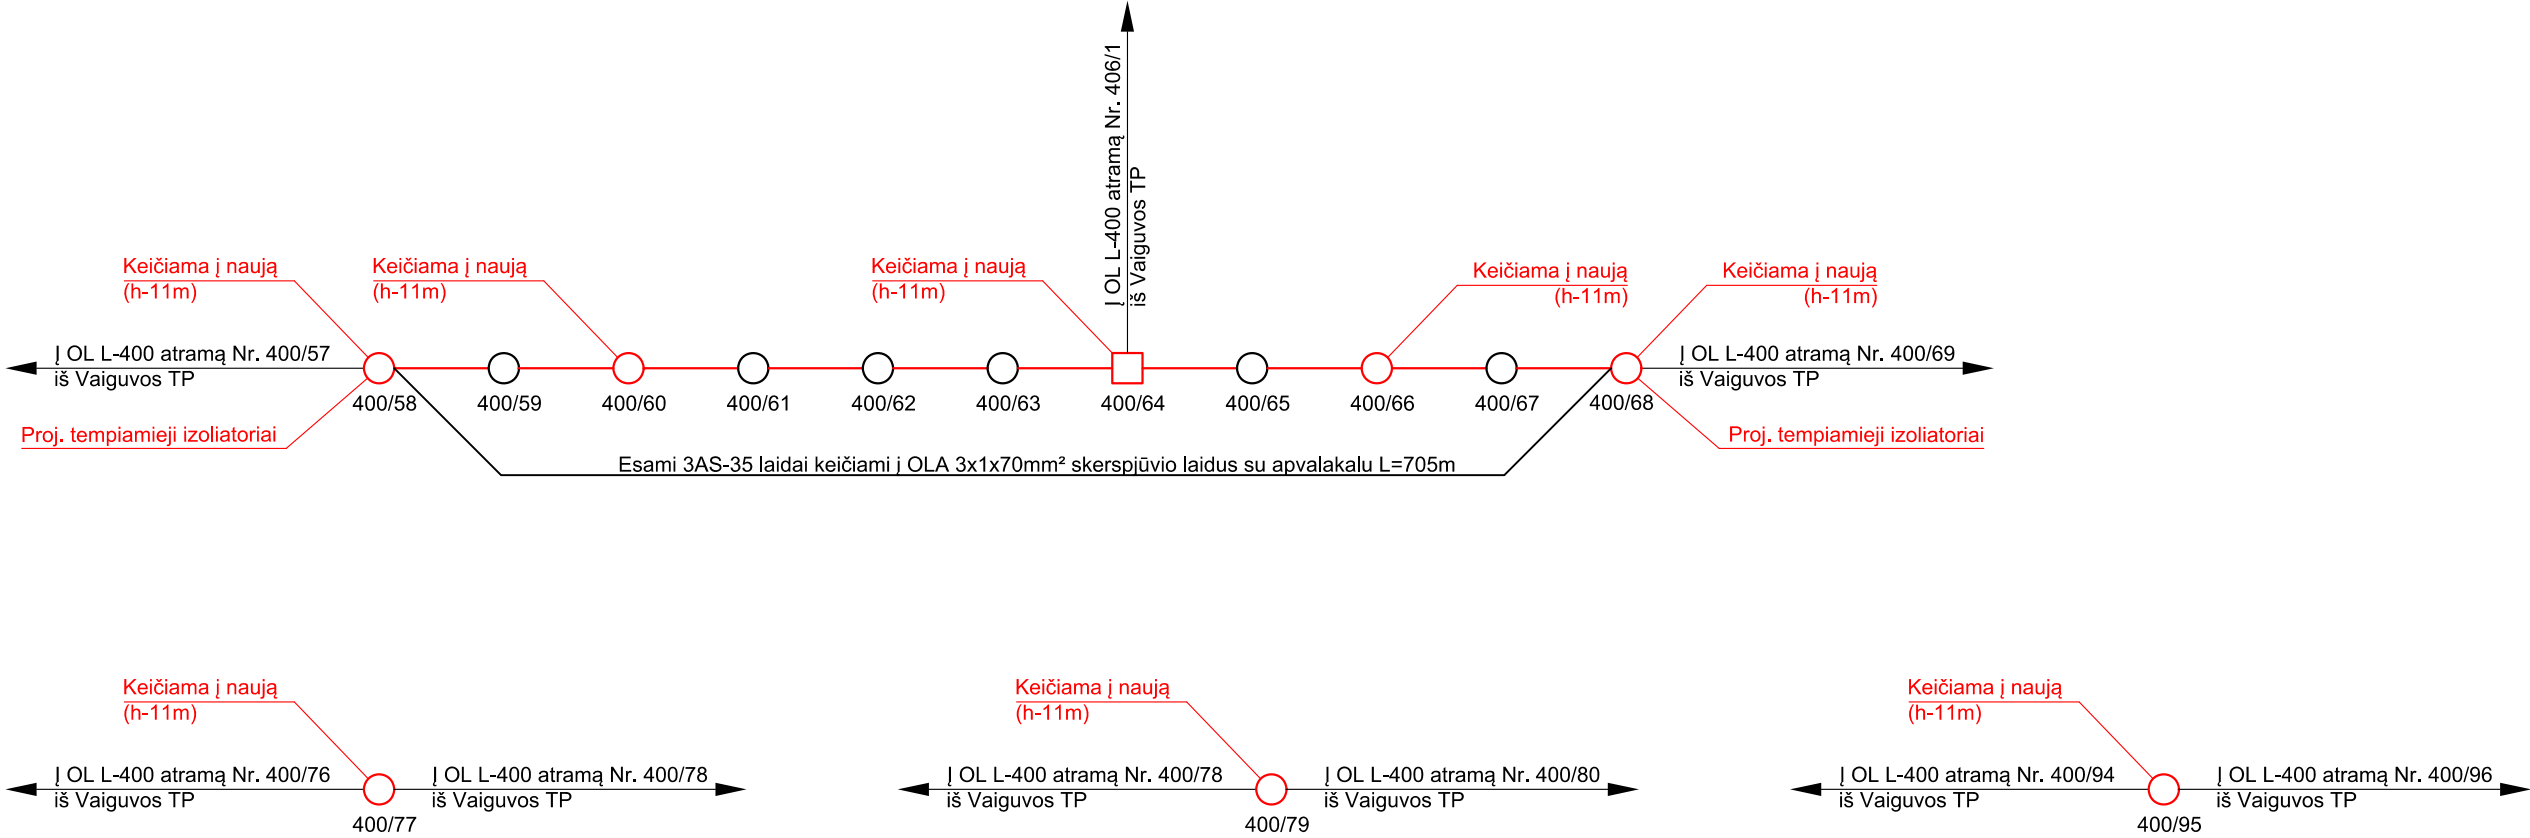 Į OL L-400 atramą Nr. 406/1
iš Vaiguvos TP
Keičiama į naują
(h-11m)
Keičiama į naują
(h-11m)
Keičiama į naują
(h-11m)
Keičiama į naują
(h-11m)
Keičiama į naują
(h-11m)
Į OL L-400 atramą Nr. 400/57
iš Vaiguvos TP
Į OL L-400 atramą Nr. 400/69
iš Vaiguvos TP
400/58
400/59
400/60
400/61
400/62
400/63
400/64
400/65
400/66
400/67
400/68
Proj. tempiamieji izoliatoriai
Proj. tempiamieji izoliatoriai
Esami 3AS-35 laidai keičiami į OLA 3x1x70mm² skerspjūvio laidus su apvalakalu L=705m
Keičiama į naują
(h-11m)
Į OL L-400 atramą Nr. 400/76
iš Vaiguvos TP
Į OL L-400 atramą Nr. 400/78
iš Vaiguvos TP
400/77
Keičiama į naują
(h-11m)
Į OL L-400 atramą Nr. 400/78
iš Vaiguvos TP
Į OL L-400 atramą Nr. 400/80
iš Vaiguvos TP
400/79
Keičiama į naują
(h-11m)
Į OL L-400 atramą Nr. 400/94
iš Vaiguvos TP
Į OL L-400 atramą Nr. 400/96
iš Vaiguvos TP
400/95